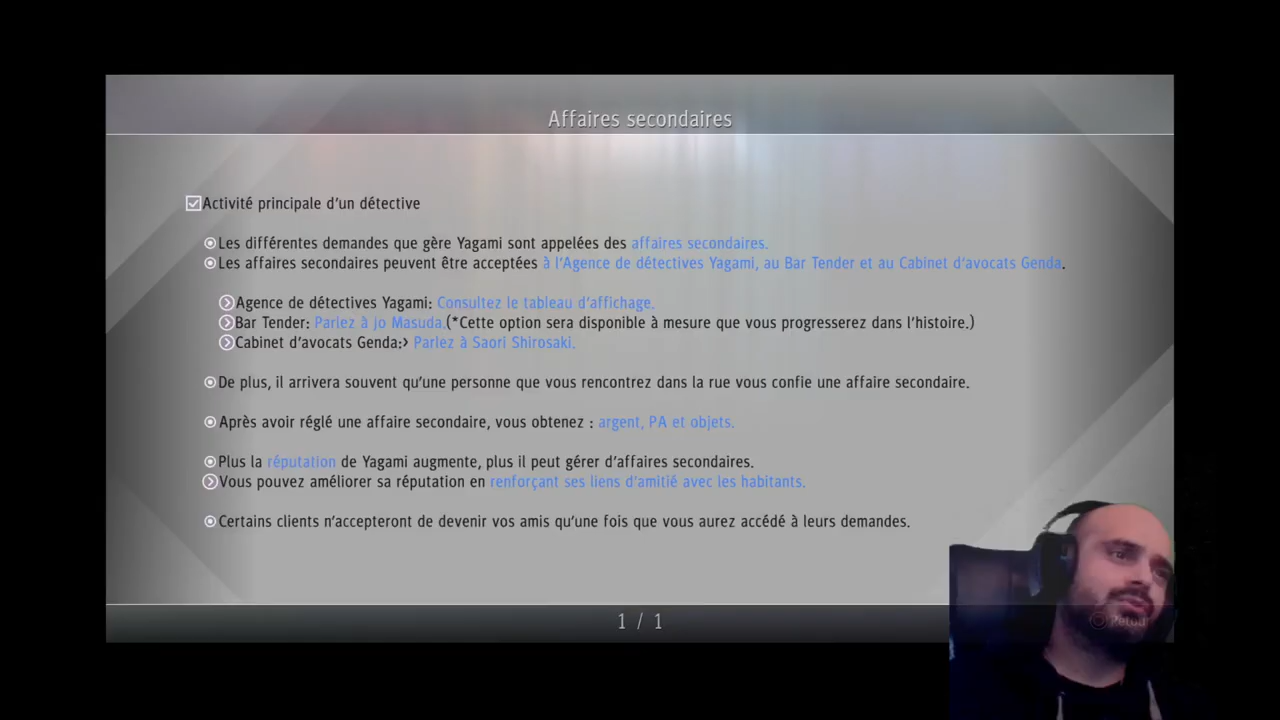 Affaires secondaires
Activité principale d'un détective
Les différentes demandes que gère Yagami sont appelées des affaires secondaires.
Les affaires secondaires peuvent être acceptées à l'Agence de détectives Yagami, au Bar Tender et au Cabinet d'avocats Genda.
Agence de détectives Yagami: Consultez le tableau d'affichage.
Bar Tender: Parlez à jo Masuda.(*Cette option sera disponible à mesure que vous progresserez dans l'histoire.)
Cabinet d'avocats Genda:> Parlez à Saori Shirosaki.
De plus, il arrivera souvent qu'une personne que vous rencontrez dans la rue vous confie une affaire secondaire.
Après avoir réglé une affaire secondaire, vous obtenez : argent, PA et objets.
Plus la réputation de Yagami augmente, plus il peut gérer d'affaires secondaires.
Vous pouvez améliorer sa réputation en renforçant ses liens d'amitié avec les habitants.
Certains clients n'accepteront de devenir vos amis qu'une fois que vous aurez accédé à leurs demandes.
1 / 1